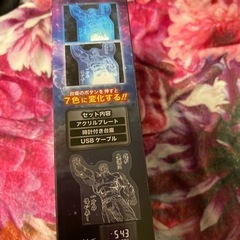 台座のボタンを押すと
7色に変化する!!
セット内容
アクリルプレート
時計付き台座
USBケーブル
5:43